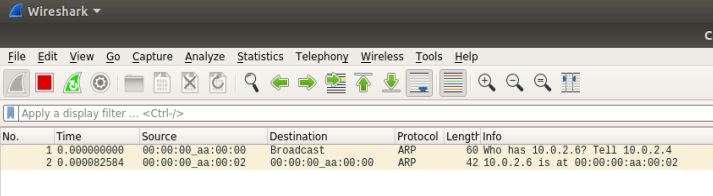 Wireshark
C
File Edit View Go Capture Analyze Statistics Telephony Wireless Tools Help
Apply a display filter ... <Ctrl-/>
No. Time Source Destination Protocol Length Info
1 0.000000000 00:00:00_aa:00:00 Broadcast ARP 60 Who has 10.0.2.6? Tell 10.0.2.4
2 0.000082584 00:00:00_aa:00:02 00:00:00_aa:00:00 ARP 42 10.0.2.6 is at 00:00:00:aa:00:02